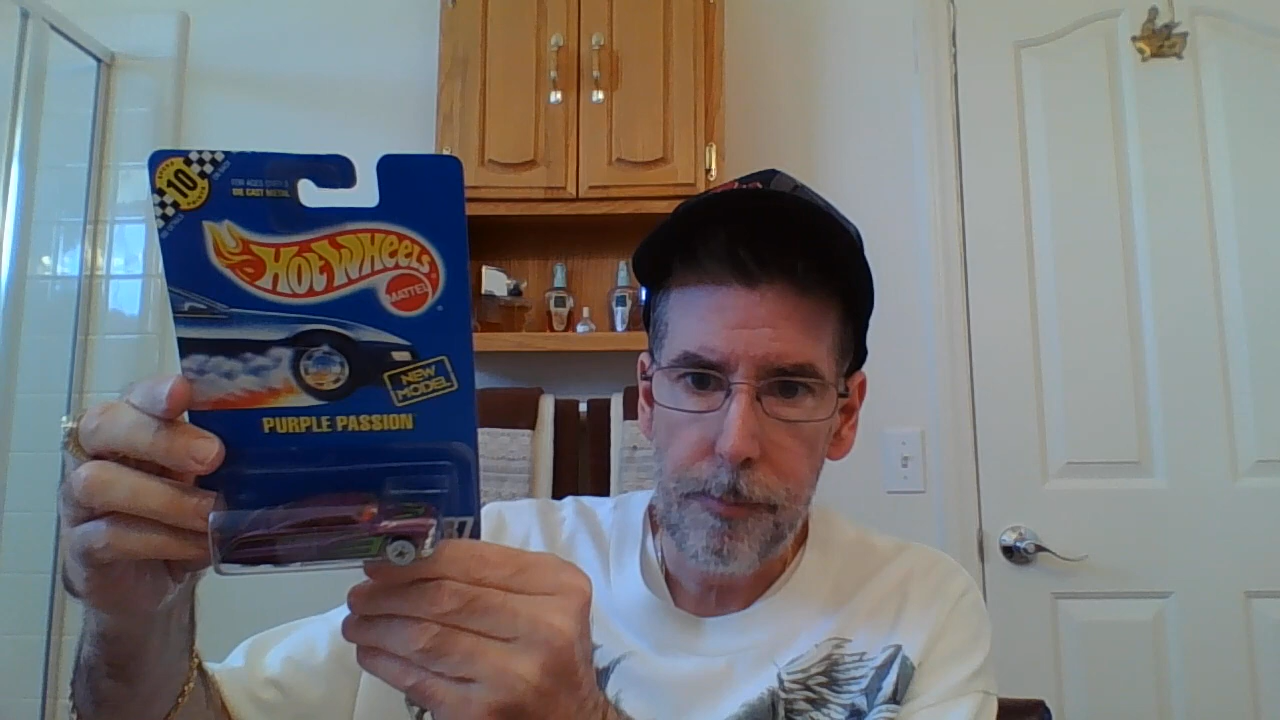 10
FOR AGES OVER 3
DIE CAST METAL
HOT WHEELS
MATTEL
NEW
MODEL
PURPLE PASSION